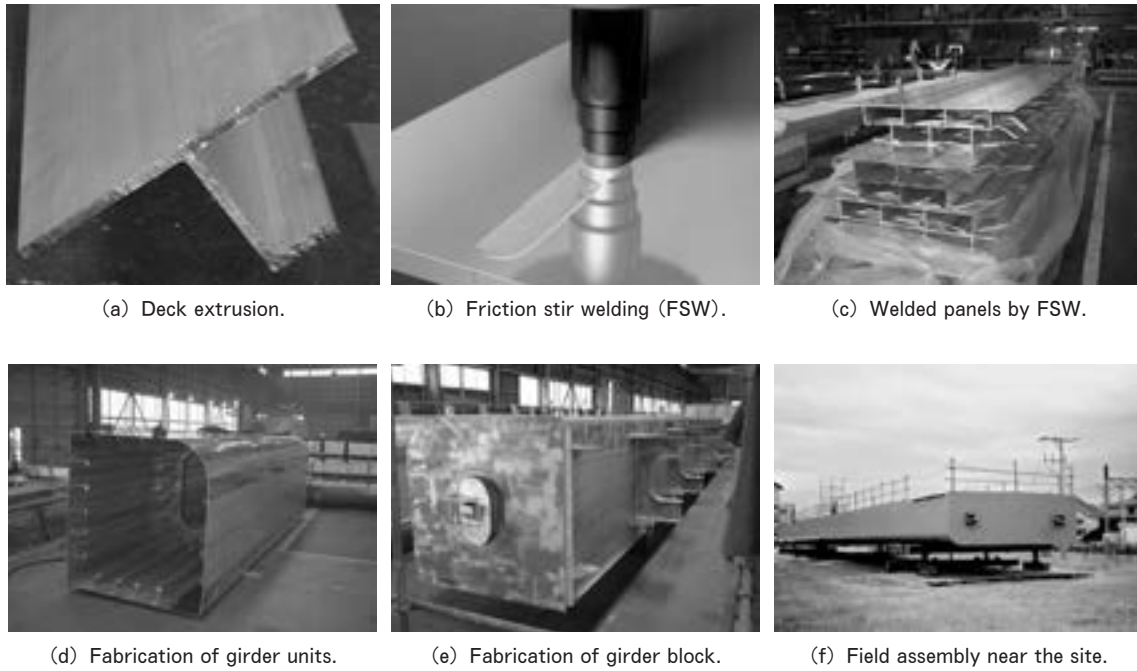 （a）Deck extrusion.
（b）Friction stir welding（FSW）.
（c）Welded panels by FSW.
（d）Fabrication of girder units.
（e）Fabrication of girder block.
（f）Field assembly near the site.